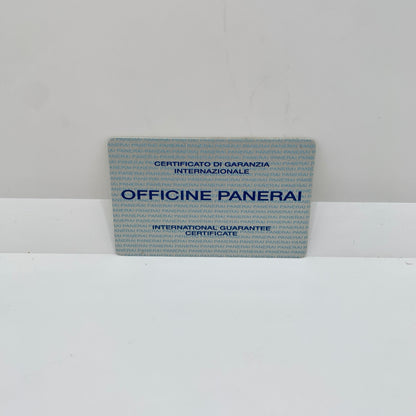 CERTIFICATO DI GARANZIA
INTERNAZIONALE
OFFICINE PANERAI
INTERNATIONAL GUARANTEE
CERTIFICATE